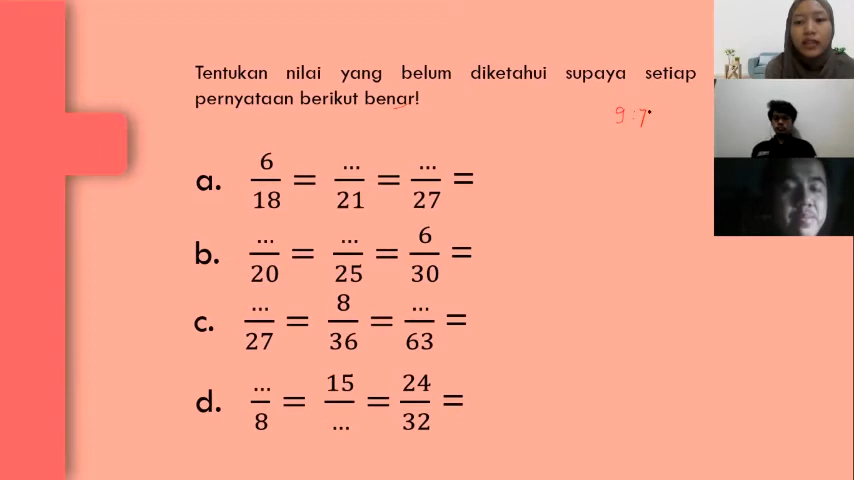 Tentukan nilai yang belum diketahui supaya setiap
pernyataan berikut benar!
9:7
a. 6/18 = .../21 = .../27 =
b. .../20 = .../25 = 6/30 =
c. .../27 = 8/36 = .../63 =
d. .../8 = 15/... = 24/32 =